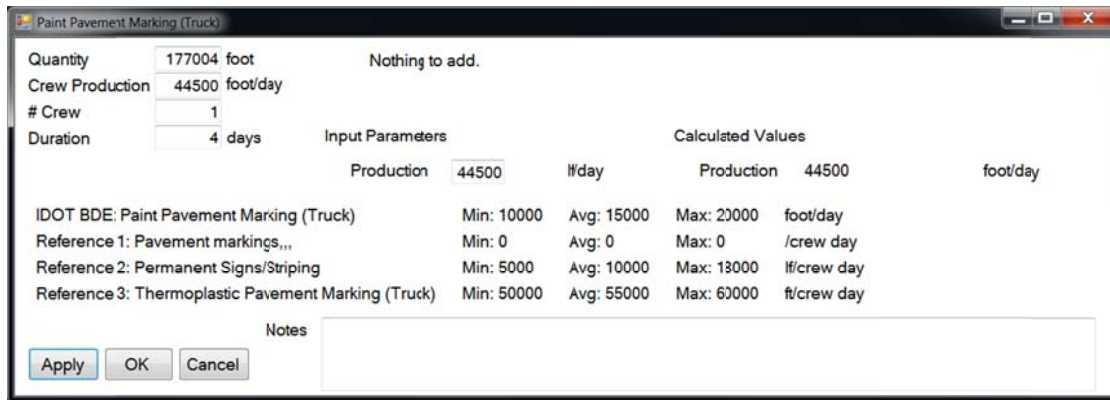 Paint Pavement Marking (Truck)
Quantity 177004 foot Nothing to add.
Crew Production 44500 foot/day
# Crew 1
Duration 4 days Input Parameters Calculated Values
Production 44500 lf/day Production 44500 foot/day
IDOT BDE: Paint Pavement Marking (Truck) Min: 10000 Avg: 15000 Max: 20000 foot/day
Reference 1: Pavement markings,,, Min: 0 Avg: 0 Max: 0 /crew day
Reference 2: Permanent Signs/Striping Min: 5000 Avg: 10000 Max: 18000 lf/crew day
Reference 3: Thermoplastic Pavement Marking (Truck) Min: 50000 Avg: 55000 Max: 60000 ft/crew day
Notes
Apply OK Cancel